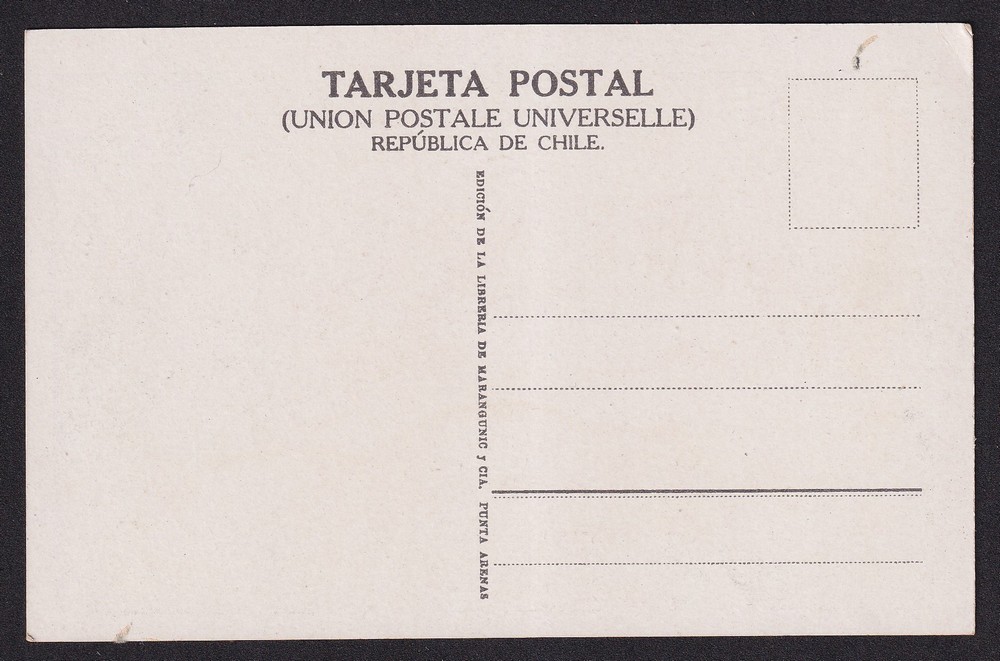 TARJETA POSTAL
(UNION POSTALE UNIVERSELLE)
REPÚBLICA DE CHILE.
EDICIÓN DE LA LIBRERIA DE MARANGUNIC y CIA. PUNTA ARENAS